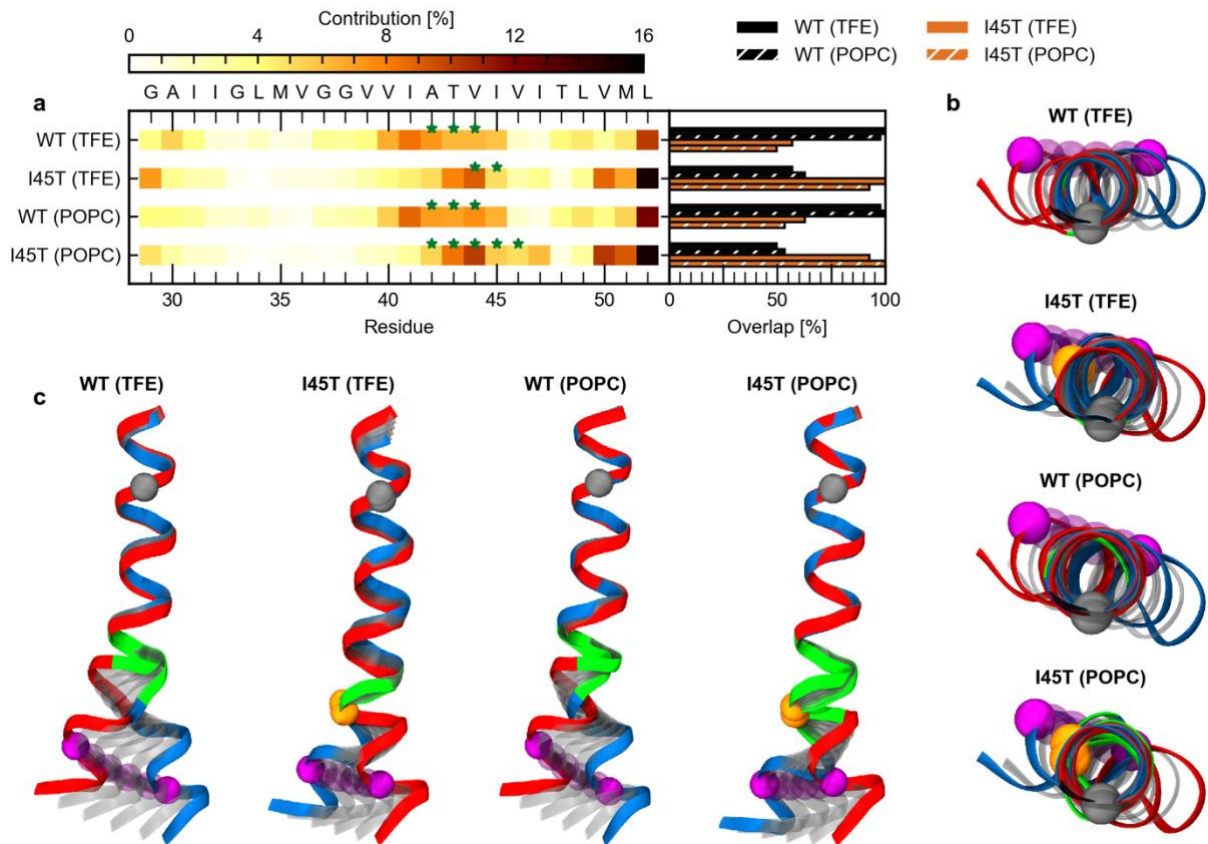 Contribution [%]
0 4 8 12 16
WT (TFE) I45T (TFE)
WT (POPC) I45T (POPC)
G A I I G L M V G G V V I A T V I V I T L V M L
a
b
WT (TFE)
I45T (TFE)
WT (POPC)
I45T (POPC)
30 35 40 45 50
Residue
0 50 100
Overlap [%]
c
WT (TFE) I45T (TFE) WT (POPC) I45T (POPC)
WT (TFE)
I45T (TFE)
WT (POPC)
I45T (POPC)